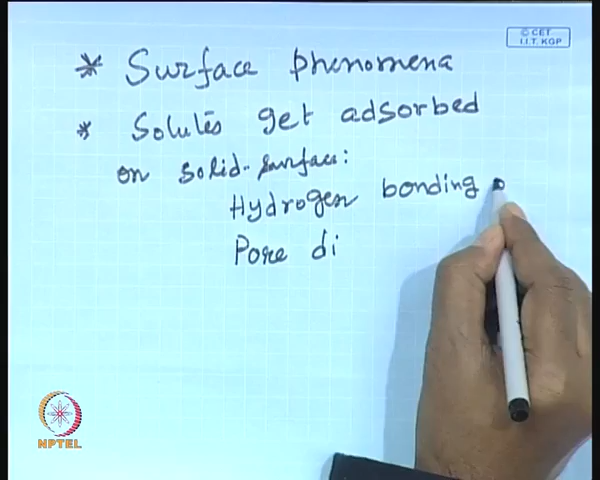 © CET
I.I.T. KGP
* Surface phenomena
* Solutes get adsorbed
on solid-surface:
Hydrogen bonding
Pore di
NPTEL